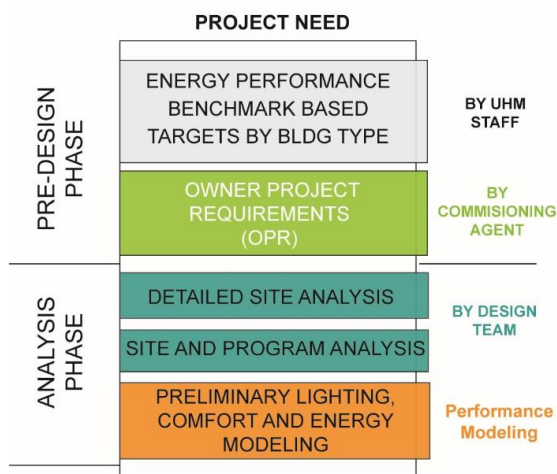 PROJECT NEED
PRE-DESIGN
PHASE
ENERGY PERFORMANCE
BENCHMARK BASED
TARGETS BY BLDG TYPE
BY UHM
STAFF
OWNER PROJECT
REQUIREMENTS
(OPR)
BY
COMMISIONING
AGENT
ANALYSIS
PHASE
DETAILED SITE ANALYSIS
SITE AND PROGRAM ANALYSIS
BY DESIGN
TEAM
PRELIMINARY LIGHTING,
COMFORT AND ENERGY
MODELING
Performance
Modeling